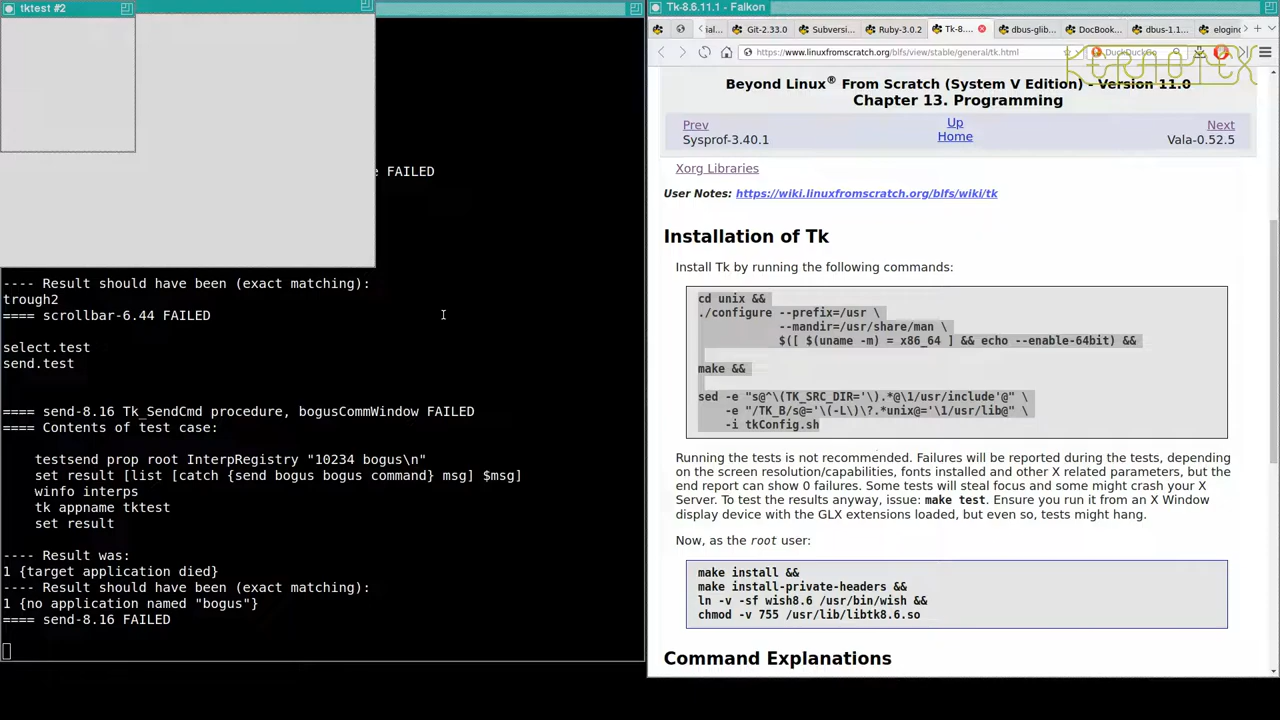 tktest #2
e FAILED
---- Result should have been (exact matching):
trough2
==== scrollbar-6.44 FAILED
select.test
send.test
==== send-8.16 Tk_SendCmd procedure, bogusCommWindow FAILED
==== Contents of test case:
testsend prop root InterpRegistry "10234 bogus\n"
set result [list [catch {send bogus bogus command} msg] $msg]
winfo interps
tk appname tktest
set result
---- Result was:
1 {target application died}
---- Result should have been (exact matching):
1 {no application named "bogus"}
==== send-8.16 FAILED
Tk-8.6.11.1 - Falkon
ial... Git-2.33.0 Subversi... Ruby-3.0.2 Tk-8.... dbus-glib... DocBook... dbus-1.1... elogin
https://www.linuxfromscratch.org/blfs/view/stable/general/tk.html DuckDuckGo
KERNOTEX
Beyond Linux® From Scratch (System V Edition) - Version 11.0
Chapter 13. Programming
Prev Up Next
Sysprof-3.40.1 Home Vala-0.52.5
Xorg Libraries
User Notes: https://wiki.linuxfromscratch.org/blfs/wiki/tk
Installation of Tk
Install Tk by running the following commands:
cd unix &&
./configure --prefix=/usr \
--mandir=/usr/share/man \
$([ $(uname -m) = x86_64 ] && echo --enable-64bit) &&
make &&
sed -e "s@^\(TK_SRC_DIR='\).*@\1/usr/include'@" \
-e "/TK_B/s@='\(-L\)\?.*unix@='\1/usr/lib@" \
-i tkConfig.sh
Running the tests is not recommended. Failures will be reported during the tests, depending
on the screen resolution/capabilities, fonts installed and other X related parameters, but the
end report can show 0 failures. Some tests will steal focus and some might crash your X
Server. To test the results anyway, issue: make test. Ensure you run it from an X Window
display device with the GLX extensions loaded, but even so, tests might hang.
Now, as the root user:
make install &&
make install-private-headers &&
ln -v -sf wish8.6 /usr/bin/wish &&
chmod -v 755 /usr/lib/libtk8.6.so
Command Explanations